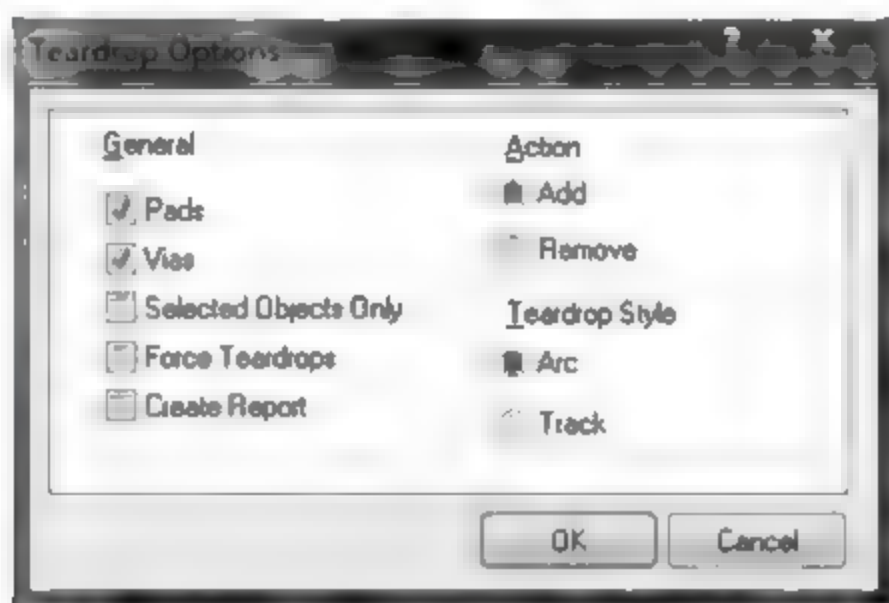 Teardrop Options
? X
General
Pads
Vias
Selected Objects Only
Force Teardrops
Create Report
Action
Add
Remove
Teardrop Style
Arc
Track
OK
Cancel